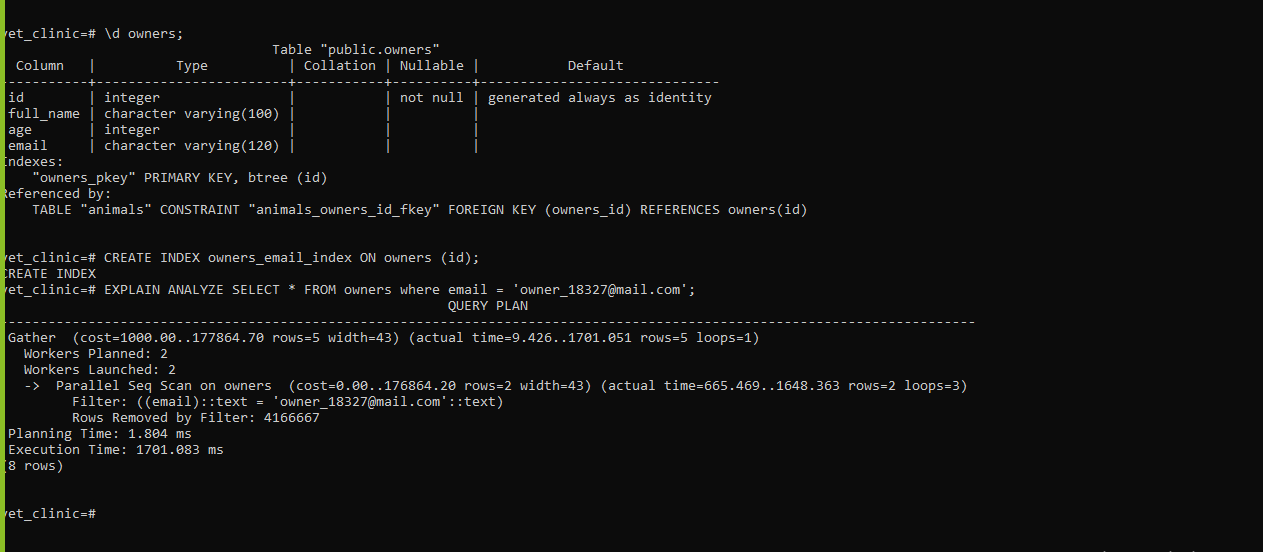 vet_clinic=# \d owners;
Table "public.owners"
Column | Type | Collation | Nullable | Default
-----------+------------------------+-----------+----------+------------------------------
id | integer | | not null | generated always as identity
full_name | character varying(100) | | |
age | integer | | |
email | character varying(120) | | |
Indexes:
"owners_pkey" PRIMARY KEY, btree (id)
Referenced by:
TABLE "animals" CONSTRAINT "animals_owners_id_fkey" FOREIGN KEY (owners_id) REFERENCES owners(id)
vet_clinic=# CREATE INDEX owners_email_index ON owners (id);
CREATE INDEX
vet_clinic=# EXPLAIN ANALYZE SELECT * FROM owners where email = 'owner_18327@mail.com';
QUERY PLAN
-------------------------------------------------------------------------------------------------------------------------
Gather (cost=1000.00..177864.70 rows=5 width=43) (actual time=9.426..1701.051 rows=5 loops=1)
Workers Planned: 2
Workers Launched: 2
-> Parallel Seq Scan on owners (cost=0.00..176864.20 rows=2 width=43) (actual time=665.469..1648.363 rows=2 loops=3)
Filter: ((email)::text = 'owner_18327@mail.com'::text)
Rows Removed by Filter: 4166667
Planning Time: 1.804 ms
Execution Time: 1701.083 ms
(8 rows)
vet_clinic=#